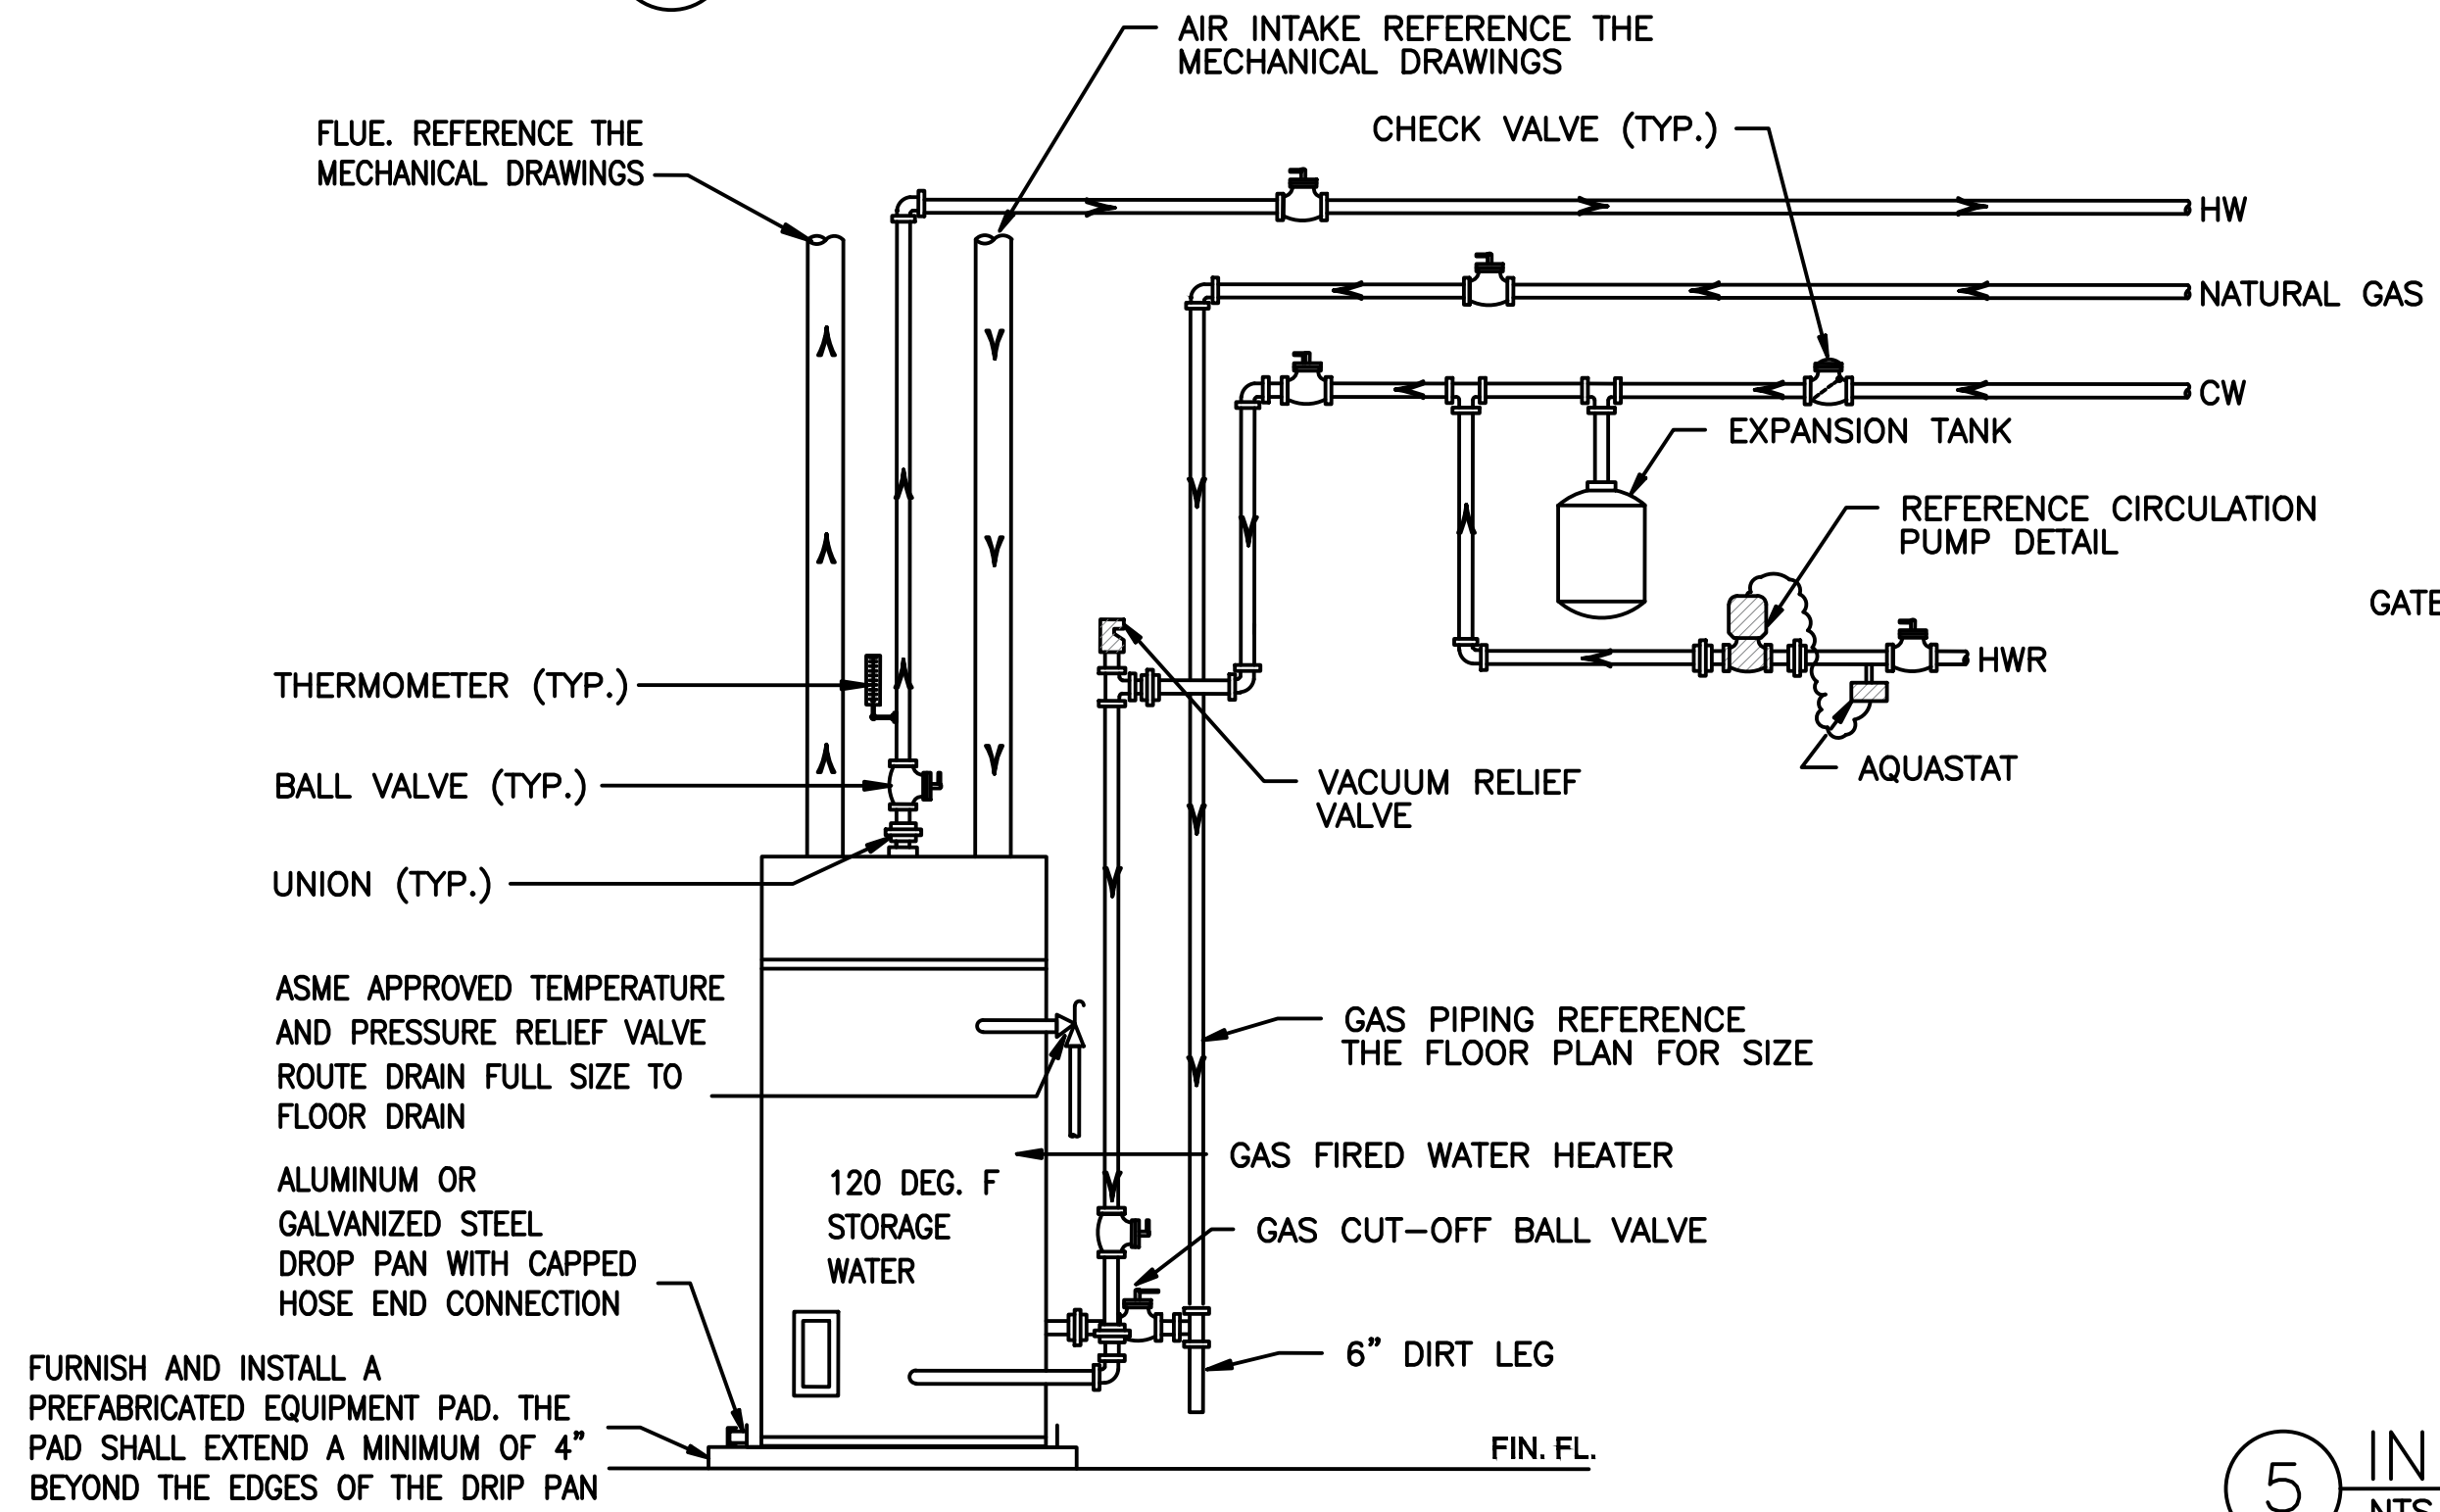 AIR INTAKE REFERENCE THE
MECHANICAL DRAWINGS
FLUE. REFERENCE THE
MECHANICAL DRAWINGS
CHECK VALVE (TYP.)
HW
NATURAL GAS
CW
EXPANSION TANK
REFERENCE CIRCULATION
PUMP DETAIL
GATE
HWR
THERMOMETER (TYP.)
BALL VALVE (TYP.)
VACUUM RELIEF
VALVE
AQUASTAT
UNION (TYP.)
ASME APPROVED TEMPERATURE
AND PRESSURE RELIEF VALVE
ROUTE DRAIN FULL SIZE TO
FLOOR DRAIN
GAS PIPING REFERENCE
THE FLOOR PLAN FOR SIZE
GAS FIRED WATER HEATER
120 DEG. F
STORAGE
WATER
GAS CUT-OFF BALL VALVE
ALUMINUM OR
GALVANIZED STEEL
DROP PAN WITH CAPPED
HOSE END CONNECTION
6" DIRT LEG
FURNISH AND INSTALL A
PREFABRICATED EQUIPMENT PAD. THE
PAD SHALL EXTEND A MINIMUM OF 4"
BEYOND THE EDGES OF THE DRIP PAN
FIN. FL.
5
IN
NTS